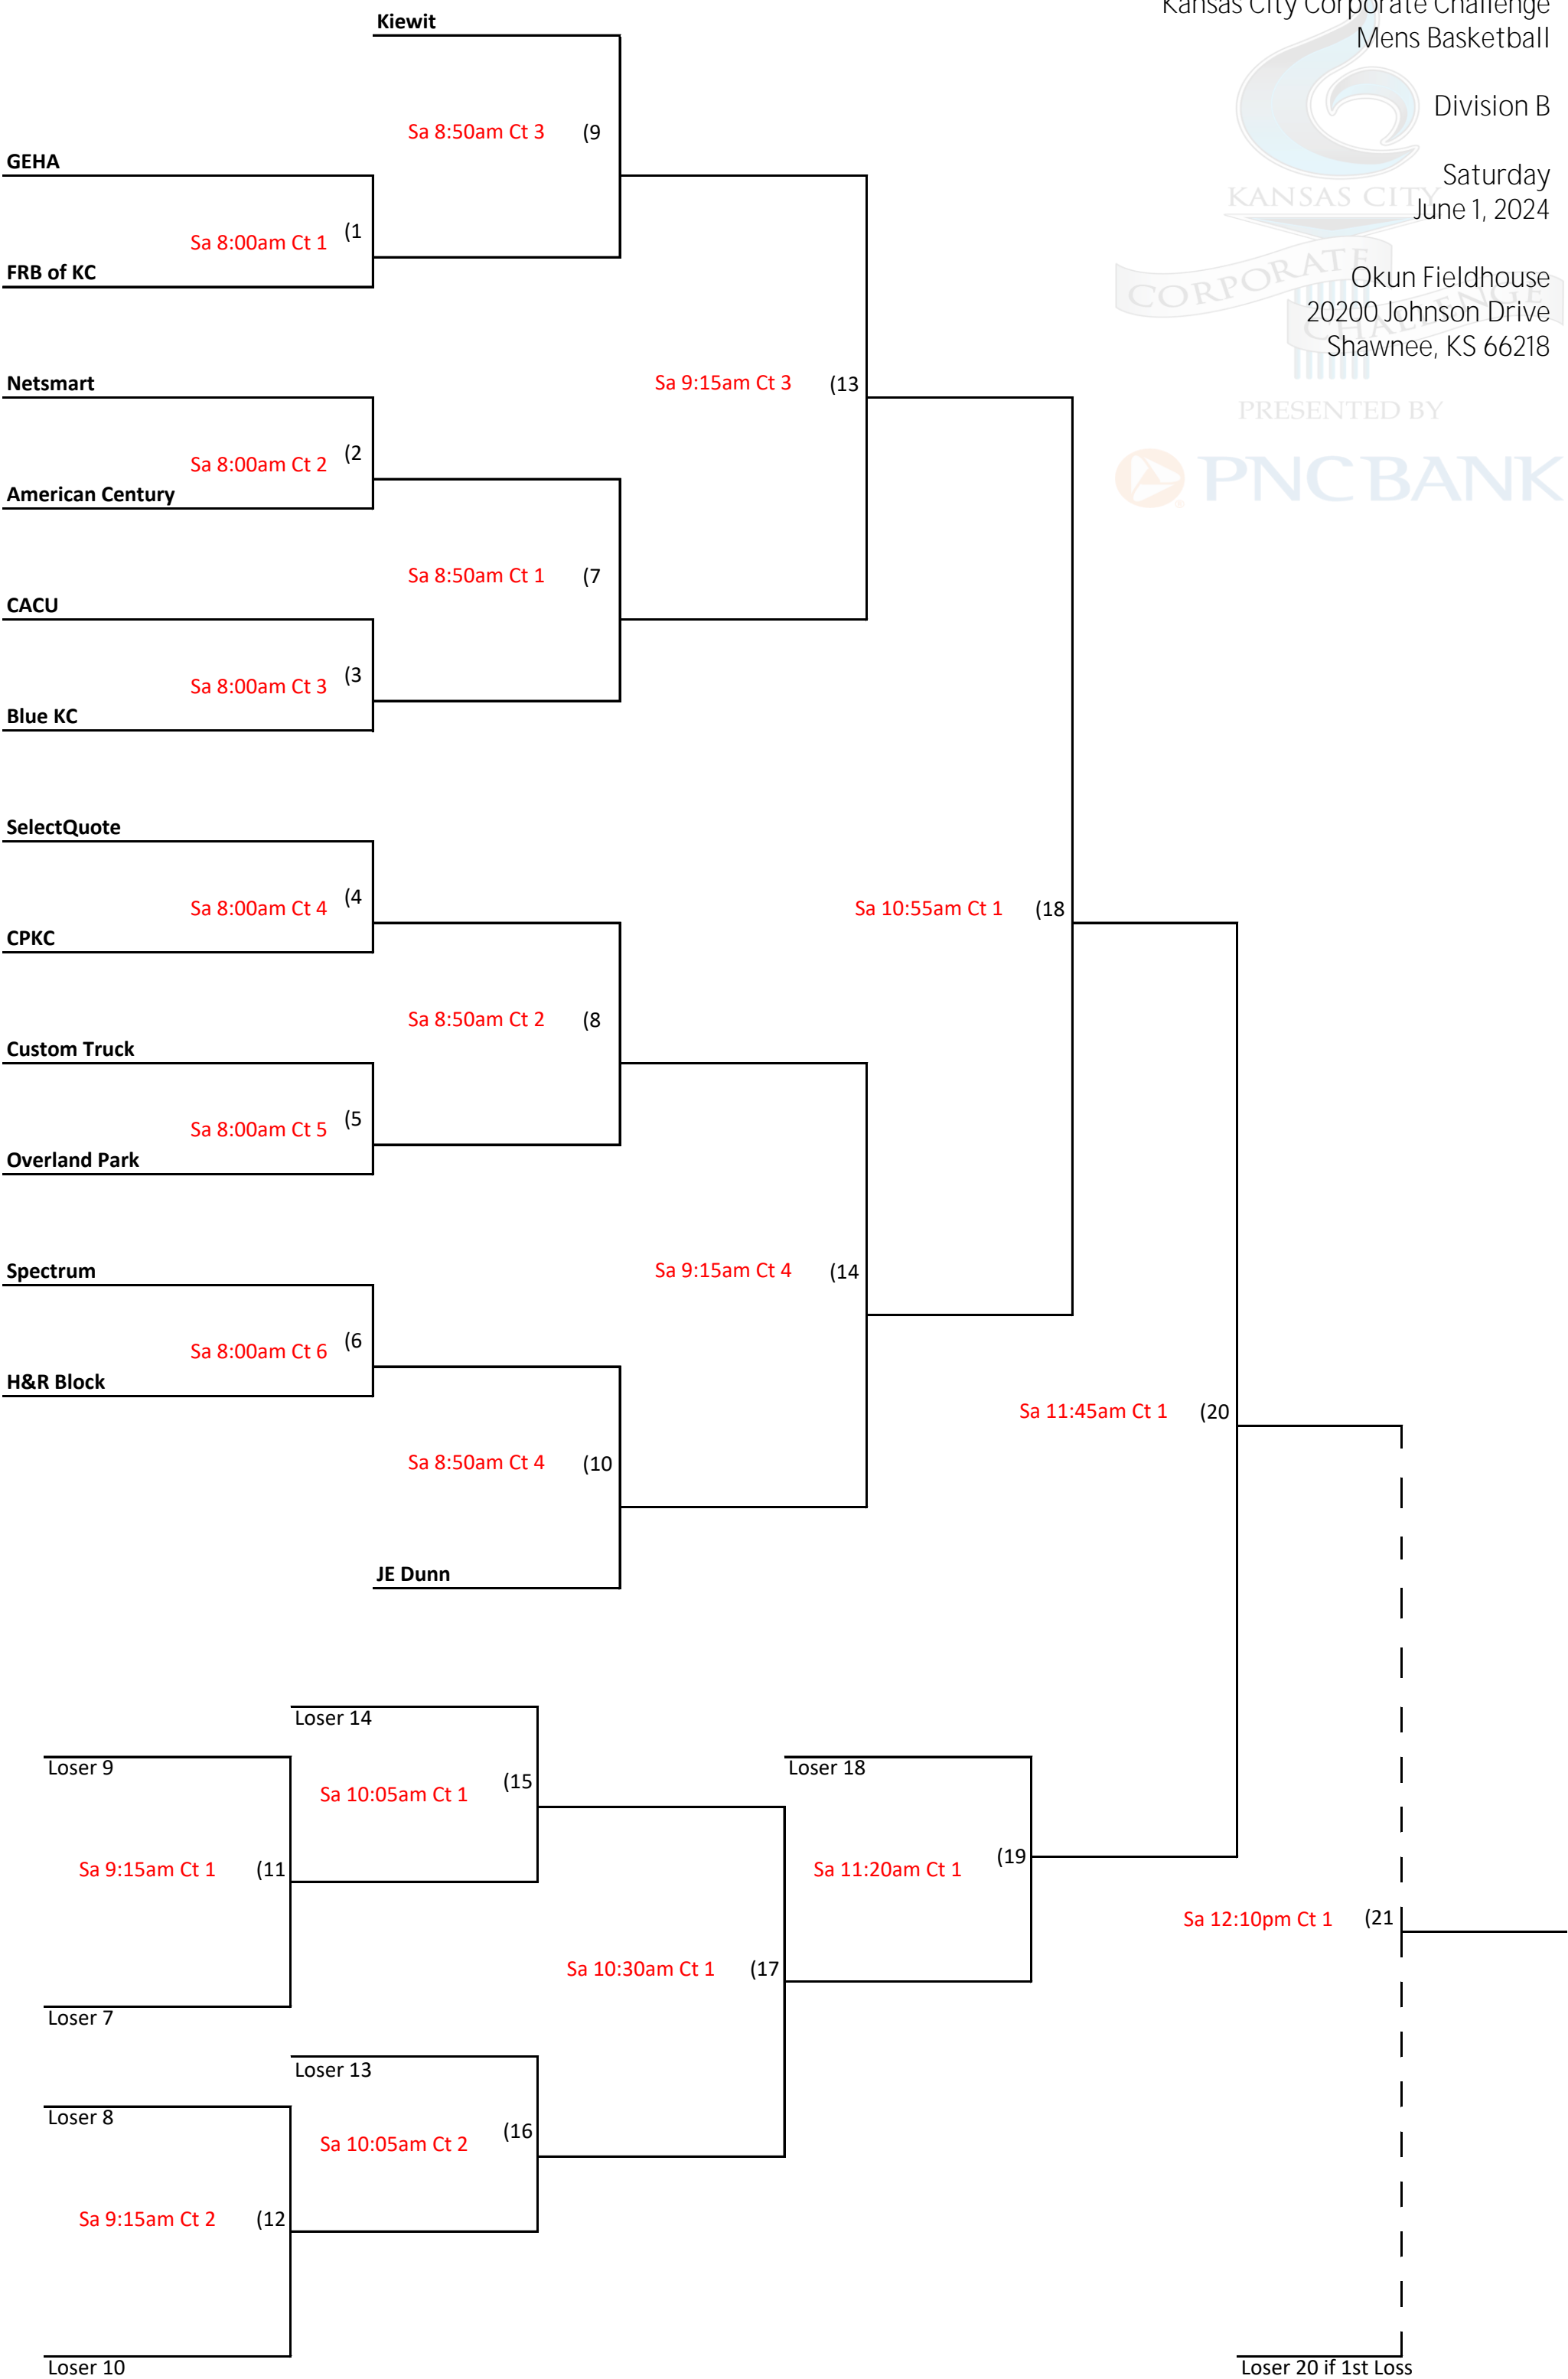 Kansas City Corporate Challenge
Mens Basketball
Division B
Saturday
June 1, 2024
Okun Fieldhouse
20200 Johnson Drive
Shawnee, KS 66218
KANSAS CITY
CORPORATE
CHALLENGE
PRESENTED BY
PNC BANK
Kiewit
Sa 8:50am Ct 3 (9
GEHA
Sa 8:00am Ct 1 (1
FRB of KC
Netsmart
Sa 9:15am Ct 3 (13
Sa 8:00am Ct 2 (2
American Century
Sa 8:50am Ct 1 (7
CACU
Sa 8:00am Ct 3 (3
Blue KC
SelectQuote
Sa 8:00am Ct 4 (4
Sa 10:55am Ct 1 (18
CPKC
Sa 8:50am Ct 2 (8
Custom Truck
Sa 8:00am Ct 5 (5
Overland Park
Spectrum
Sa 9:15am Ct 4 (14
Sa 8:00am Ct 6 (6
H&R Block
Sa 11:45am Ct 1 (20
Sa 8:50am Ct 4 (10
JE Dunn
Loser 14
Loser 9
Loser 18
Sa 10:05am Ct 1 (15
Sa 9:15am Ct 1 (11
Sa 11:20am Ct 1 (19
Sa 12:10pm Ct 1 (21
Sa 10:30am Ct 1 (17
Loser 7
Loser 13
Loser 8
Sa 10:05am Ct 2 (16
Sa 9:15am Ct 2 (12
Loser 10
Loser 20 if 1st Loss